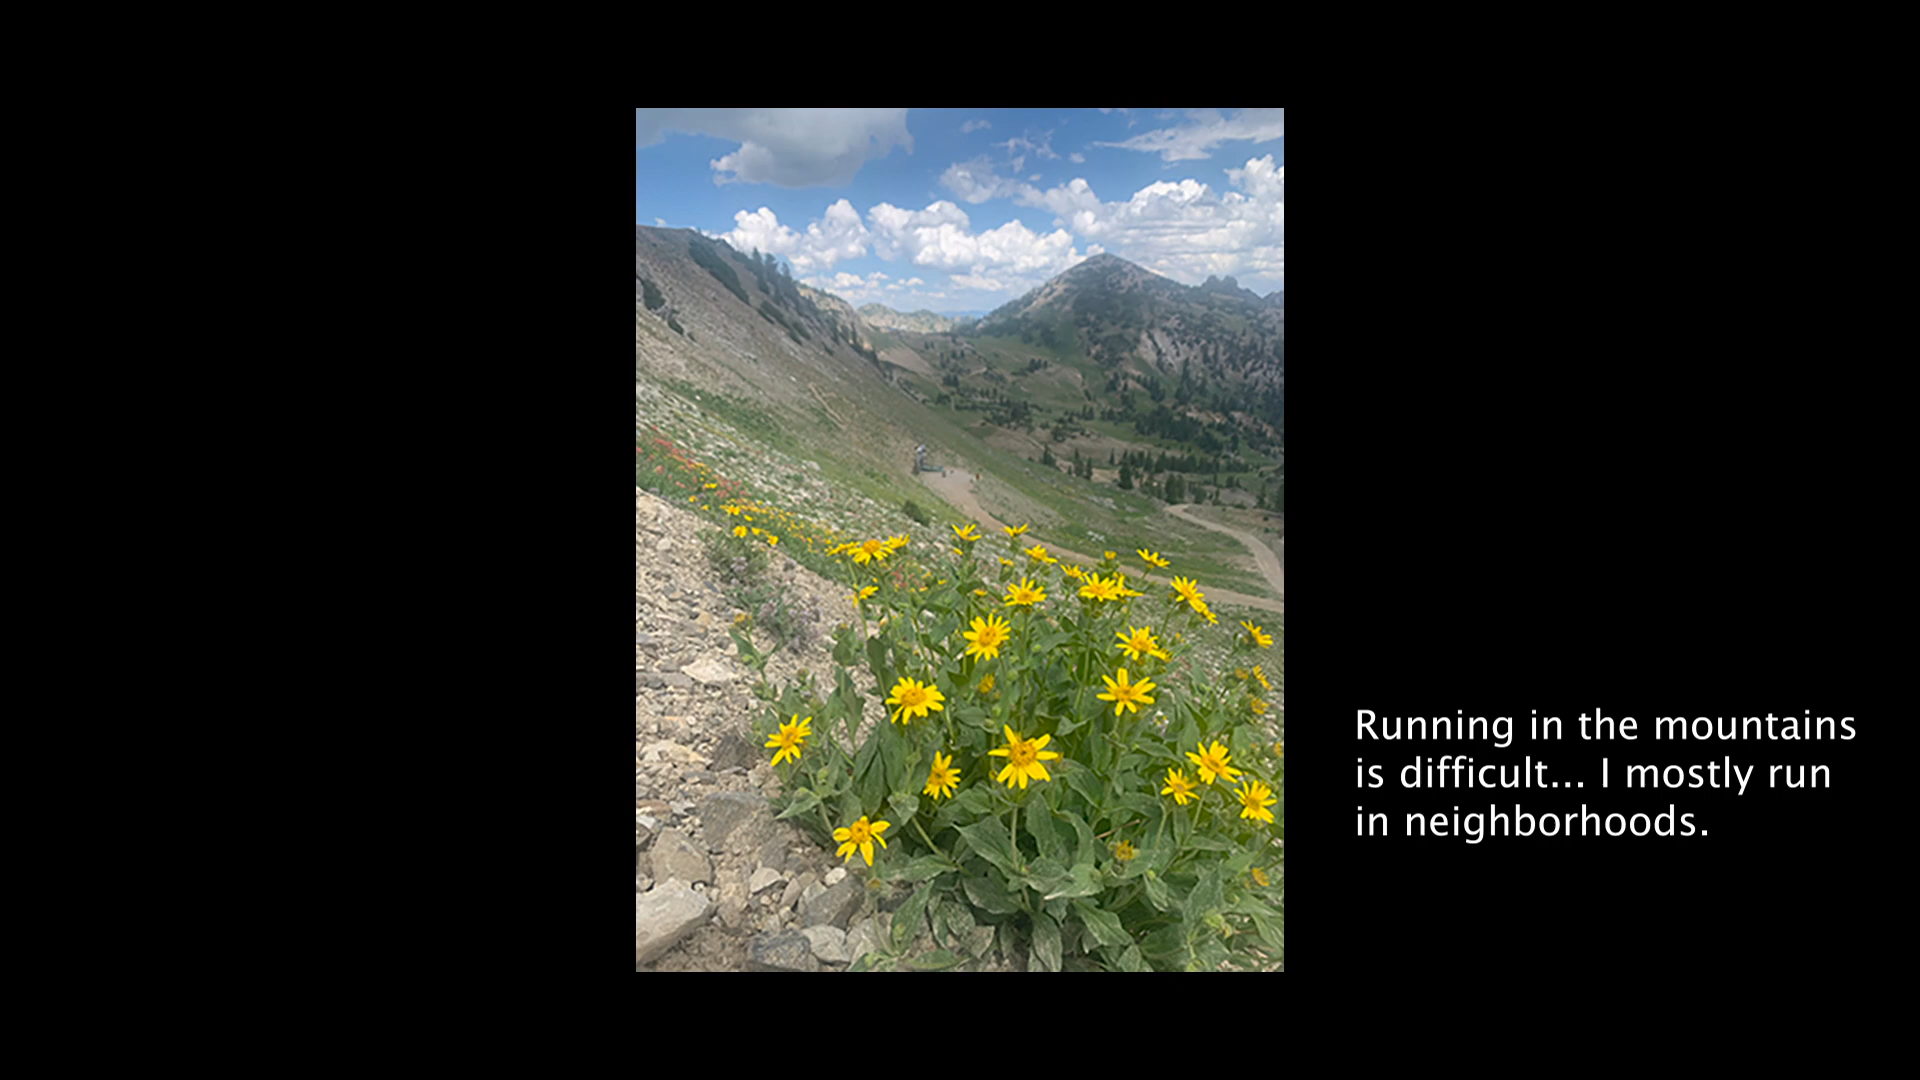 Running in the mountains
is difficult... I mostly run
in neighborhoods.